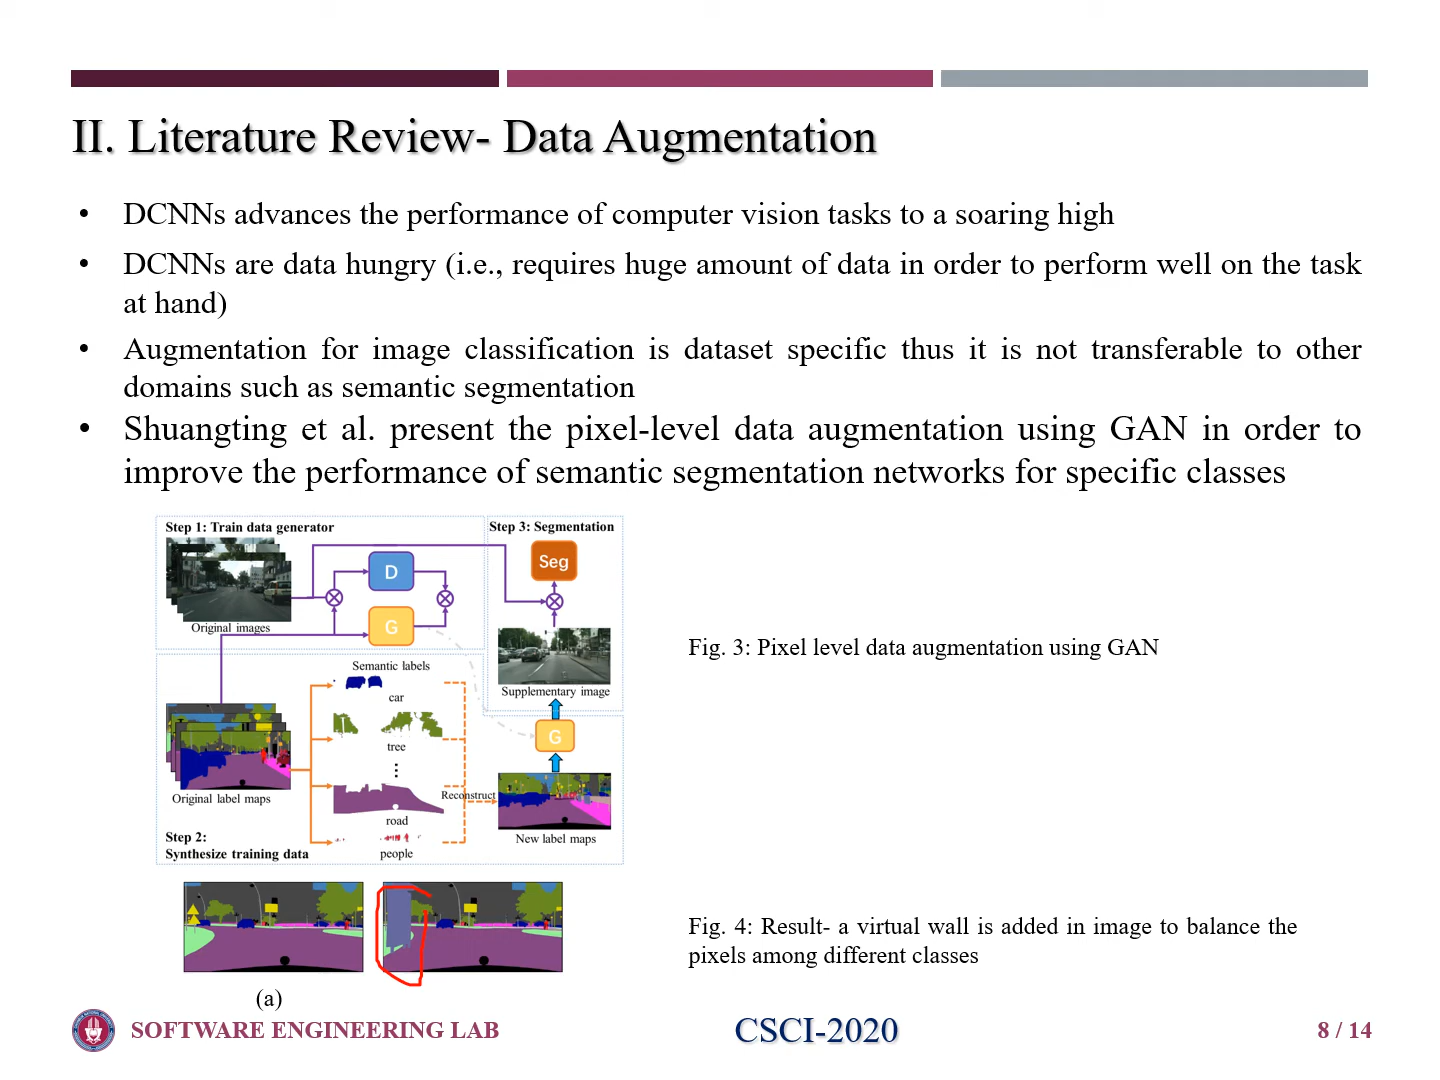 II. Literature Review- Data Augmentation
• DCNNs advances the performance of computer vision tasks to a soaring high
• DCNNs are data hungry (i.e., requires huge amount of data in order to perform well on the task
at hand)
• Augmentation for image classification is dataset specific thus it is not transferable to other
domains such as semantic segmentation
• Shuangting et al. present the pixel-level data augmentation using GAN in order to
improve the performance of semantic segmentation networks for specific classes
Step 1: Train data generator
Step 3: Segmentation
Seg
D
G
Original images
Semantic labels
car
Supplementary image
tree
G
⋮
Original label maps
Reconstruct
road
New label maps
Step 2:
Synthesize training data
people
Fig. 3: Pixel level data augmentation using GAN
Fig. 4: Result- a virtual wall is added in image to balance the
pixels among different classes
(a)
SOFTWARE ENGINEERING LAB
CSCI-2020
8 / 14